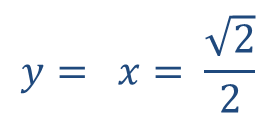 y = x = √2/2